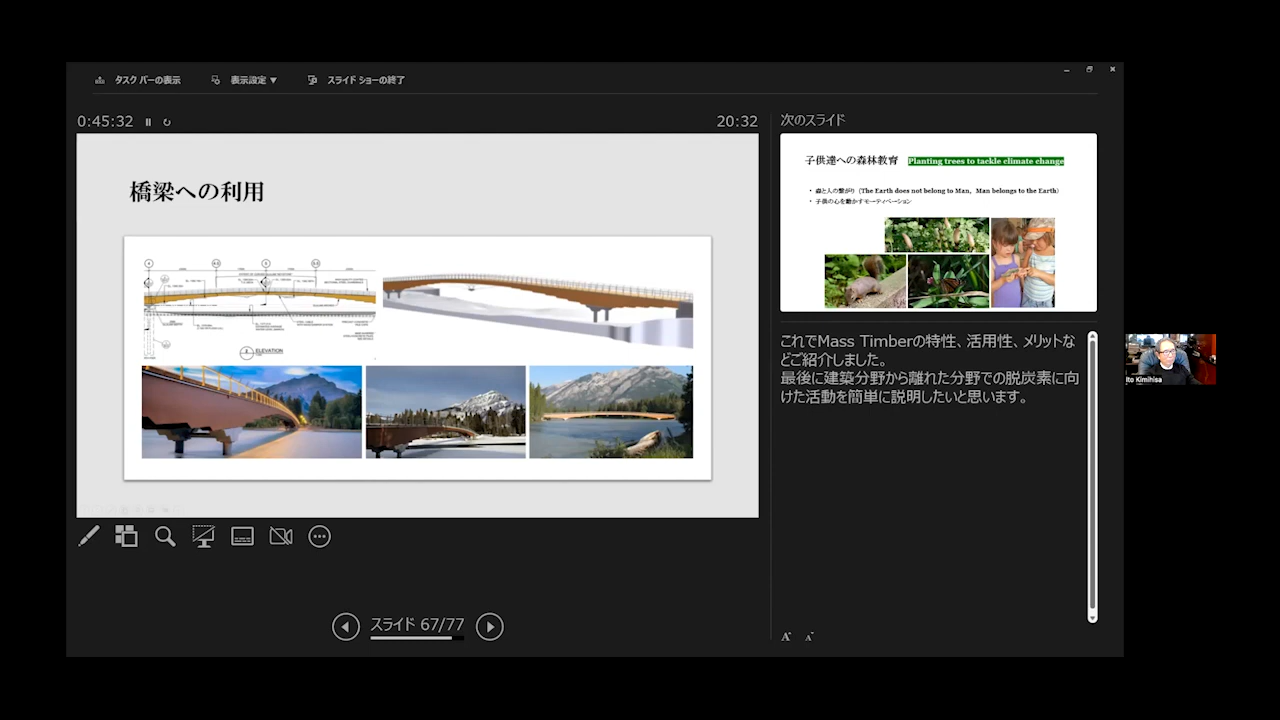 タスク バーの表示
表示設定 ▼
スライド ショーの終了
0:45:32
20:32
次のスライド
橋梁への利用
ELEVATION
子供達への森林教育 Planting trees to tackle climate change
・ 森と人の繋がり (The Earth does not belong to Man, Man belongs to the Earth)
・ 子供の心を動かすモーティベーション
これでMass Timberの特性、活用性、メリットな
どご紹介しました。
最後に建築分野から離れた分野での脱炭素に向
けた活動を簡単に説明したいと思います。
Ito Kimihisa
スライド 67/77
A A